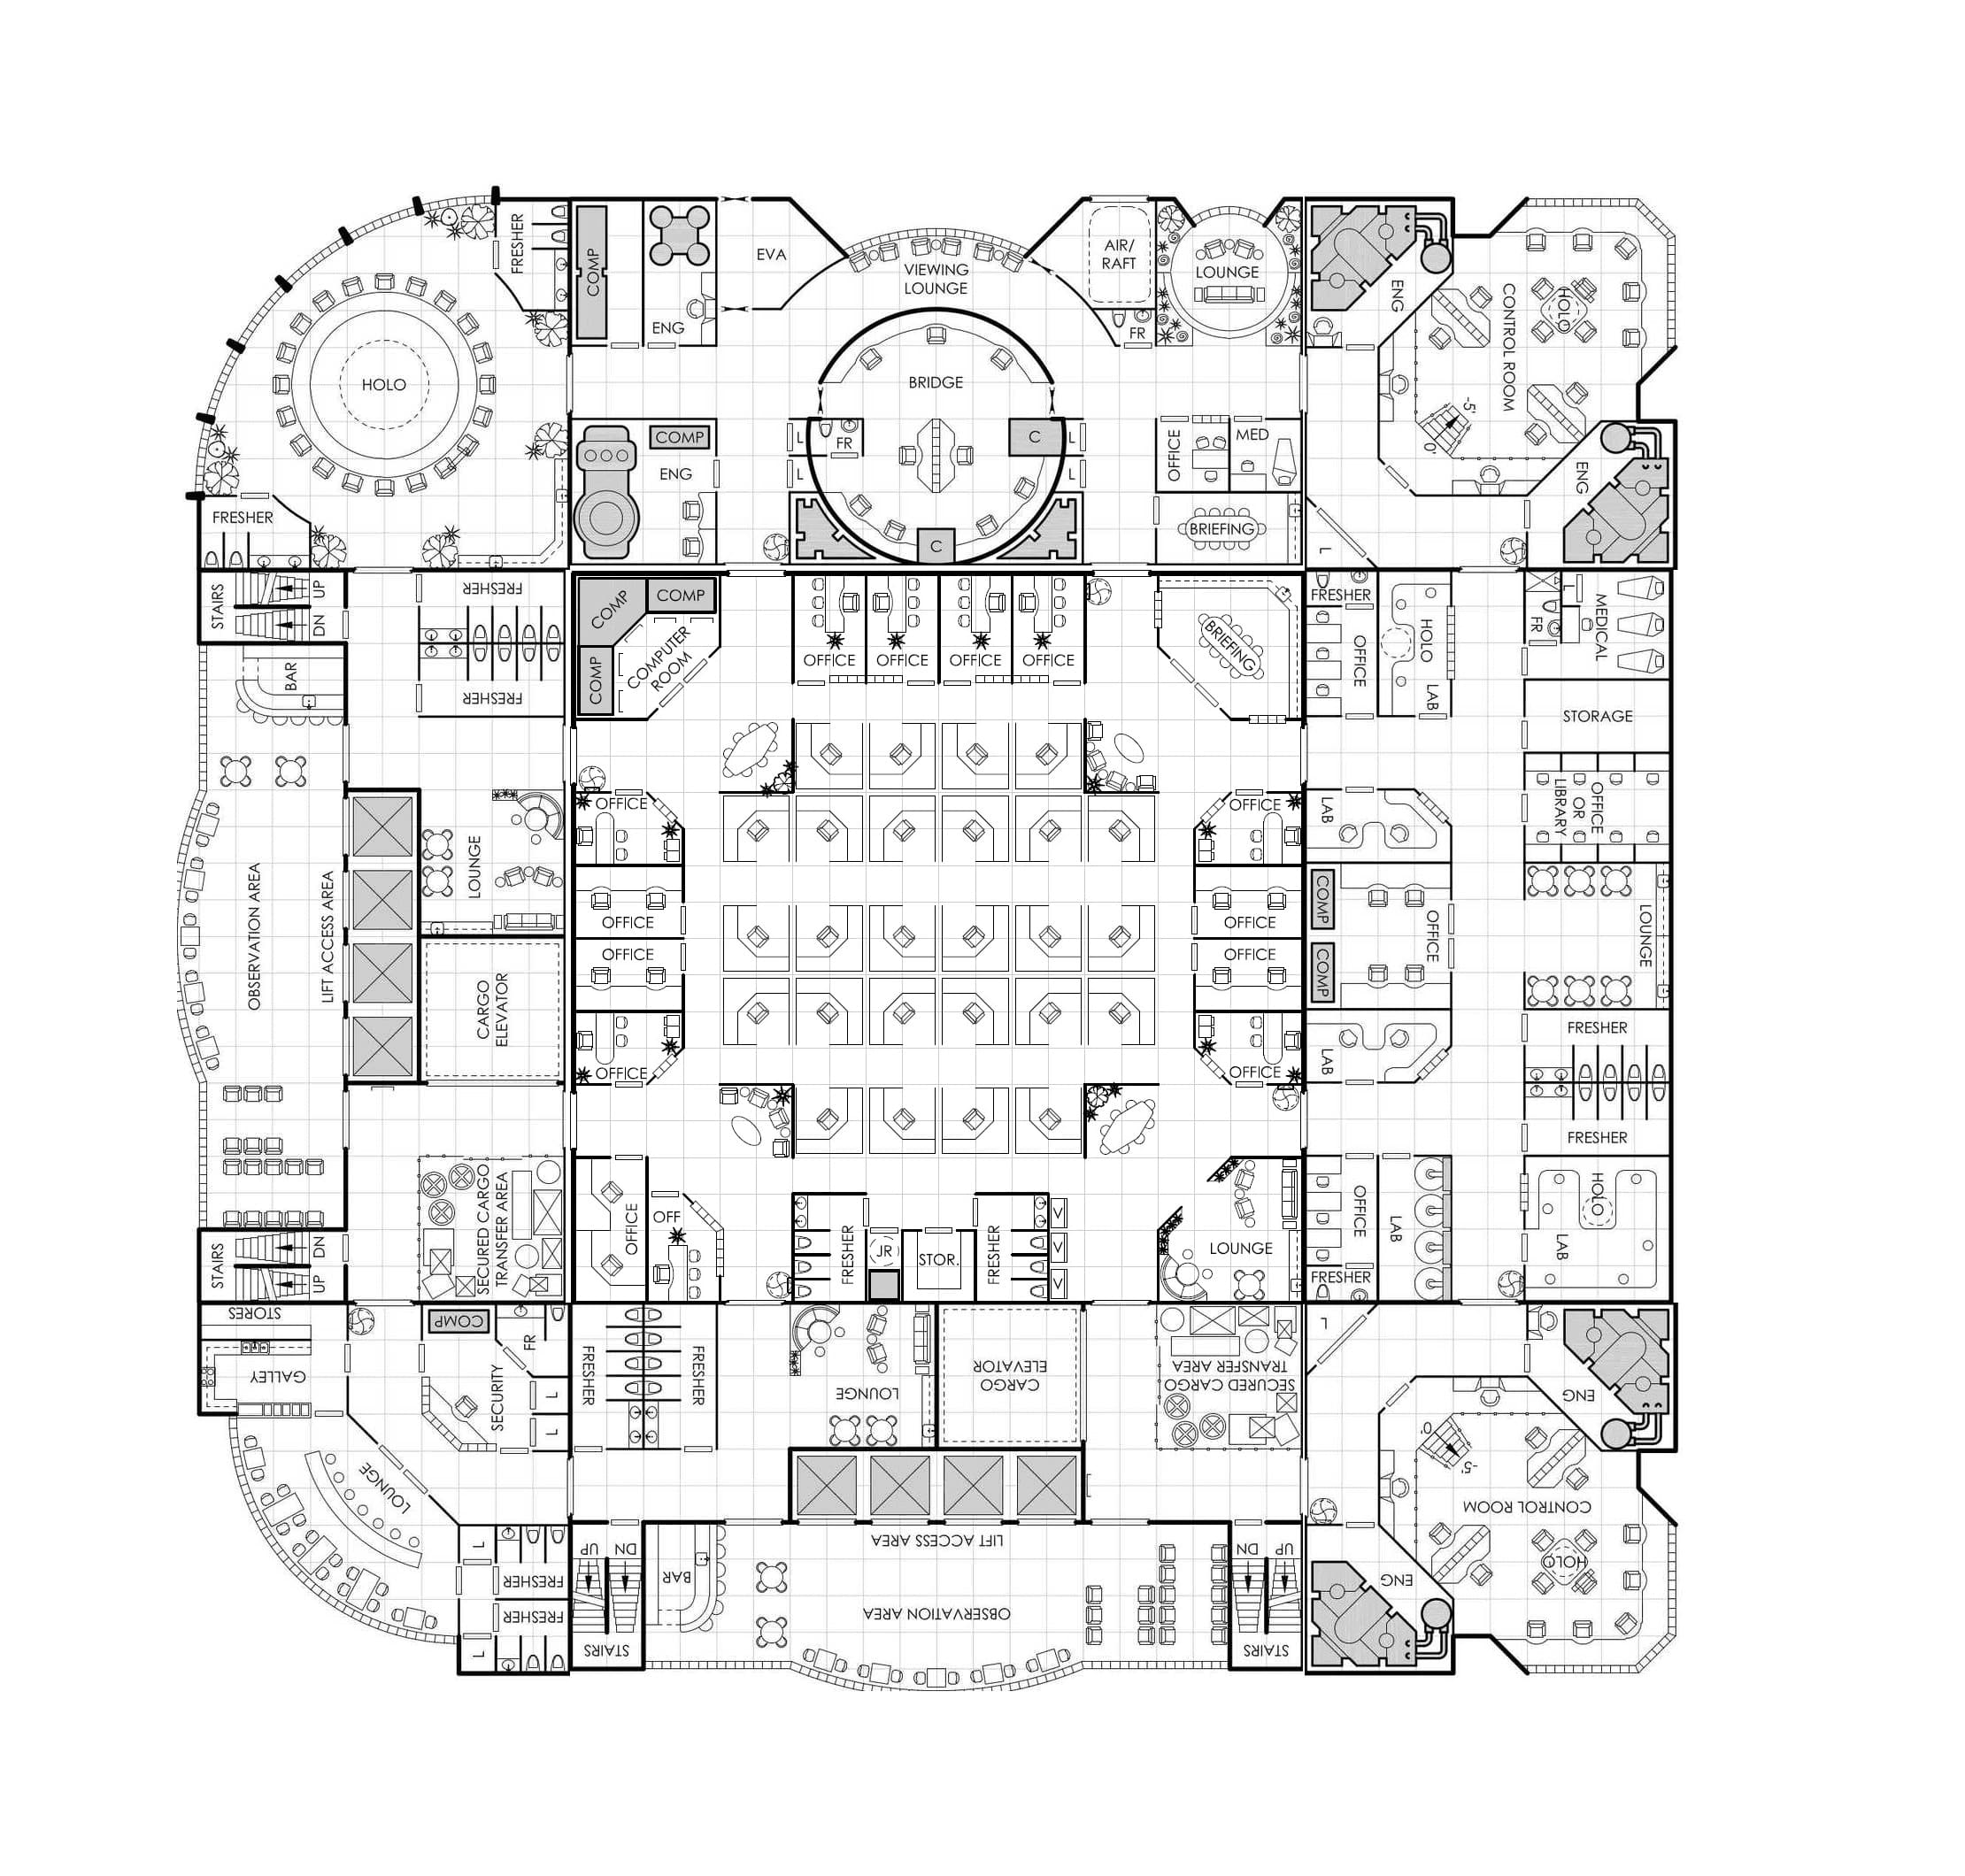 FRESHER
COMP
ENG
EVA
VIEWING
LOUNGE
AIR/
RAFT
LOUNGE
FR
ENG
CONTROL ROOM
HOLO
-5'
0'
HOLO
BRIDGE
COMP
ENG
L
L
FR
C
L
L
C
OFFICE
MED
BRIEFING
ENG
L
FRESHER
STAIRS
UP
DN
FRESHER
FRESHER
BAR
COMP
COMP
COMP
COMPUTER
ROOM
OFFICE
OFFICE
OFFICE
OFFICE
BRIEFING
FRESHER
OFFICE
HOLO
LAB
L
FR
MEDICAL
STORAGE
OBSERVATION AREA
LIFT ACCESS AREA
LOUNGE
CARGO
ELEVATOR
OFFICE
OFFICE
OFFICE
OFFICE
OFFICE
OFFICE
OFFICE
OFFICE
LAB
COMP
COMP
OFFICE
LAB
OFFICE
OR
LIBRARY
LOUNGE
FRESHER
FRESHER
SECURED CARGO
TRANSFER AREA
STAIRS
DN
UP
OFFICE
OFF
FRESHER
JR
STOR.
FRESHER
V
V
V
LOUNGE
OFFICE
FRESHER
LAB
HOLO
LAB
STORES
GALLEY
COMP
FR
SECURITY
L
L
LOUNGE
FRESHER
FRESHER
LOUNGE
CARGO
ELEVATOR
SECURED CARGO
TRANSFER AREA
L
ENG
0'
-5'
CONTROL ROOM
HOLO
ENG
L
FRESHER
FRESHER
L
UP
DN
STAIRS
BAR
LIFT ACCESS AREA
OBSERVATION AREA
DN
UP
STAIRS